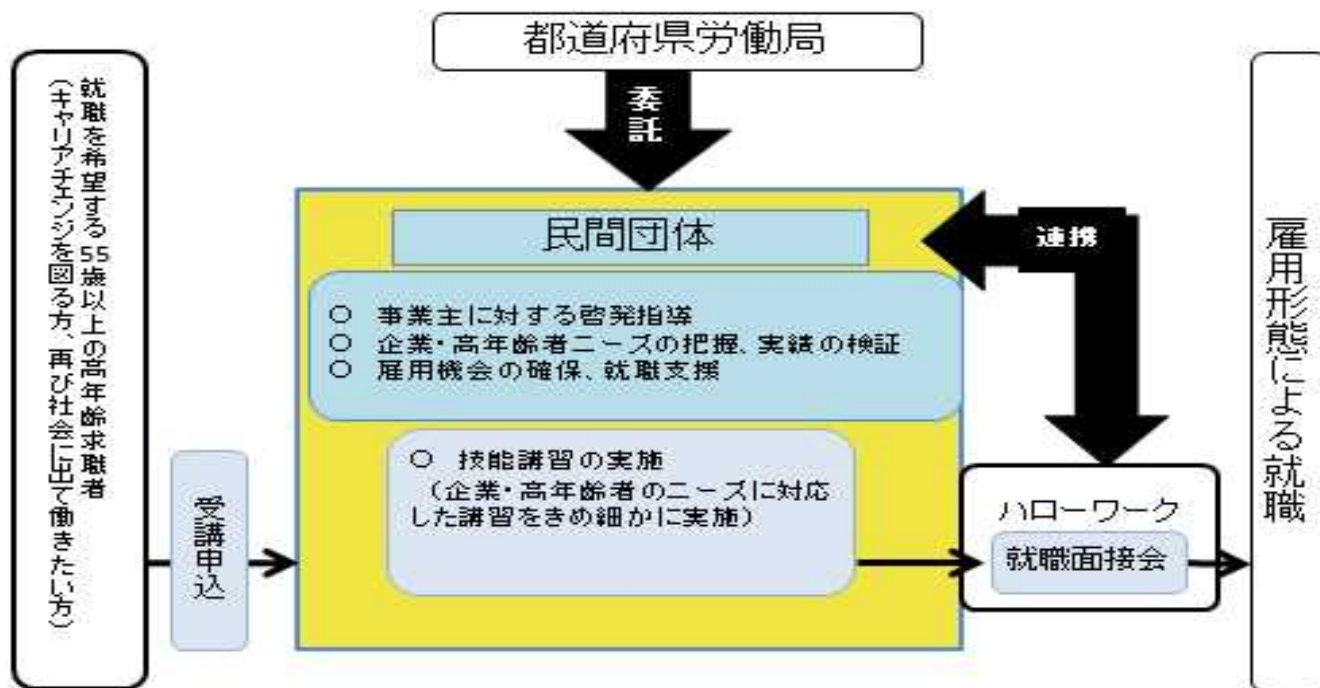 都道府県労働局
委託
就職を希望する55歳以上の高年齢求職者
（キャリアチェンジを図る方、再び社会に出て働きたい方）
民間団体
連携
○ 事業主に対する啓発指導
○ 企業・高年齢者ニーズの把握、実績の検証
○ 雇用機会の確保、就職支援
○ 技能講習の実施
（企業・高年齢者のニーズに対応
した講習をきめ細かに実施）
受講申込
ハローワーク
就職面接会
雇用形態による就職